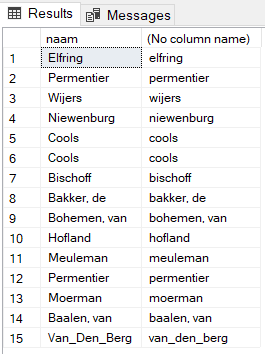 Results Messages
naam (No column name)
1 Elfring elfring
2 Permentier permentier
3 Wijers wijers
4 Niewenburg niewenburg
5 Cools cools
6 Cools cools
7 Bischoff bischoff
8 Bakker, de bakker, de
9 Bohemen, van bohemen, van
10 Hofland hofland
11 Meuleman meuleman
12 Permentier permentier
13 Moerman moerman
14 Baalen, van baalen, van
15 Van_Den_Berg van_den_berg